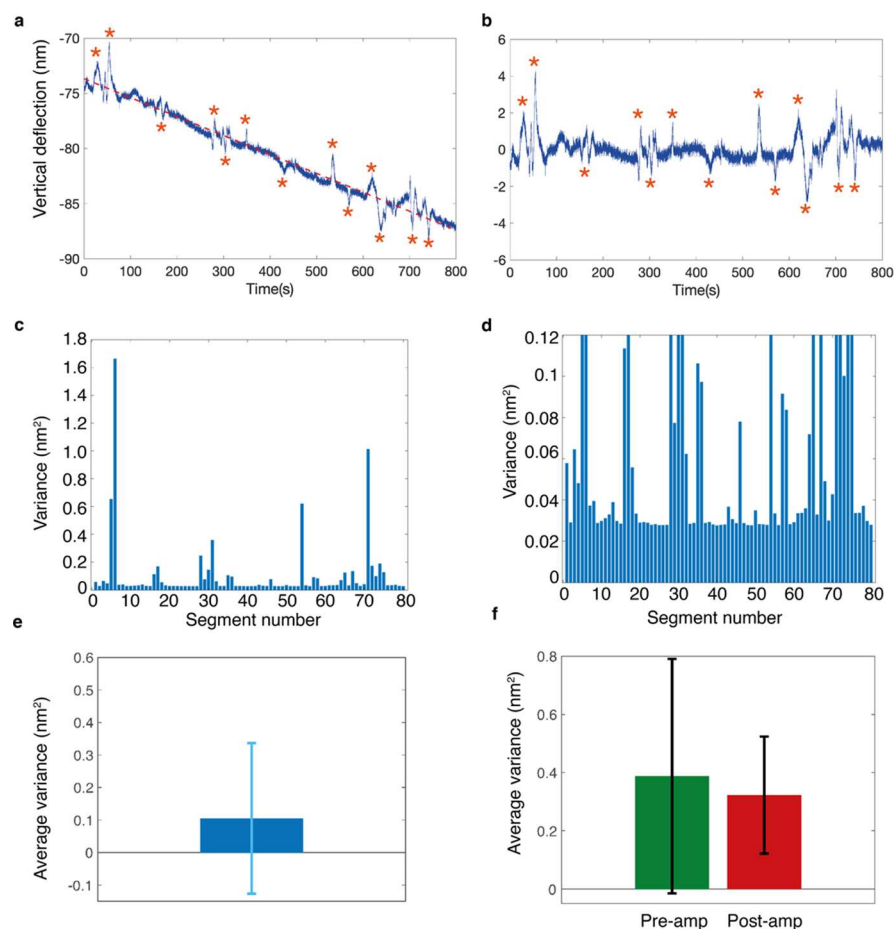 a
b
Vertical deflection (nm)
-70
-75
-80
-85
-90
0 100 200 300 400 500 600 700 800
Time(s)
6
4
2
0
-2
-4
-6
0 100 200 300 400 500 600 700 800
Time(s)
c
d
Variance (nm²)
1.8
1.6
1.4
1.2
1.0
0.8
0.6
0.4
0.2
0
0 10 20 30 40 50 60 70 80
Segment number
Variance (nm²)
0.12
0.1
0.08
0.06
0.04
0.02
0 10 20 30 40 50 60 70 80
Segment number
e
f
Average variance (nm²)
0.6
0.5
0.4
0.3
0.2
0.1
0
-0.1
Average variance (nm²)
0.8
0.6
0.4
0.2
0
Pre-amp Post-amp